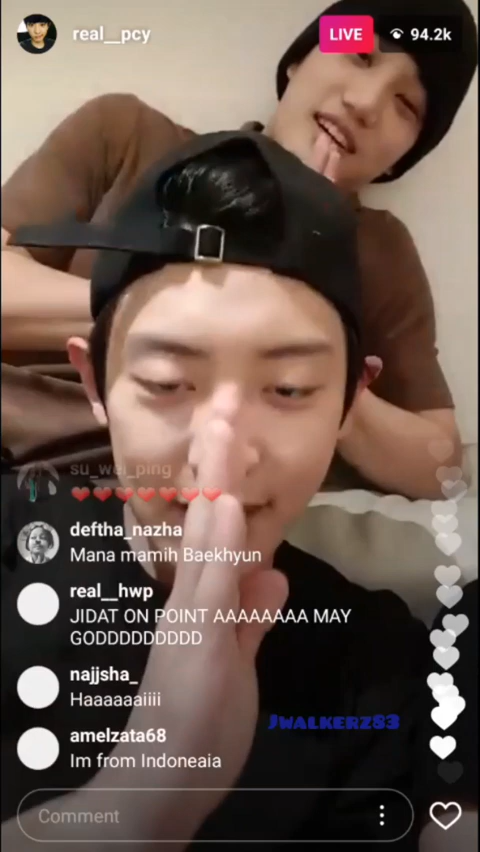 real__pcy
LIVE
94.2k
su_wei_ping
❤❤❤❤❤❤❤
deftha_nazha
Mana mamih Baekhyun
real__hwp
JIDAT ON POINT AAAAAAAA MAY
GODDDDDDDDDD
najjsha_
Haaaaaaiiii
Jwalkerz83
amelzata68
Im from Indoneaia
Comment